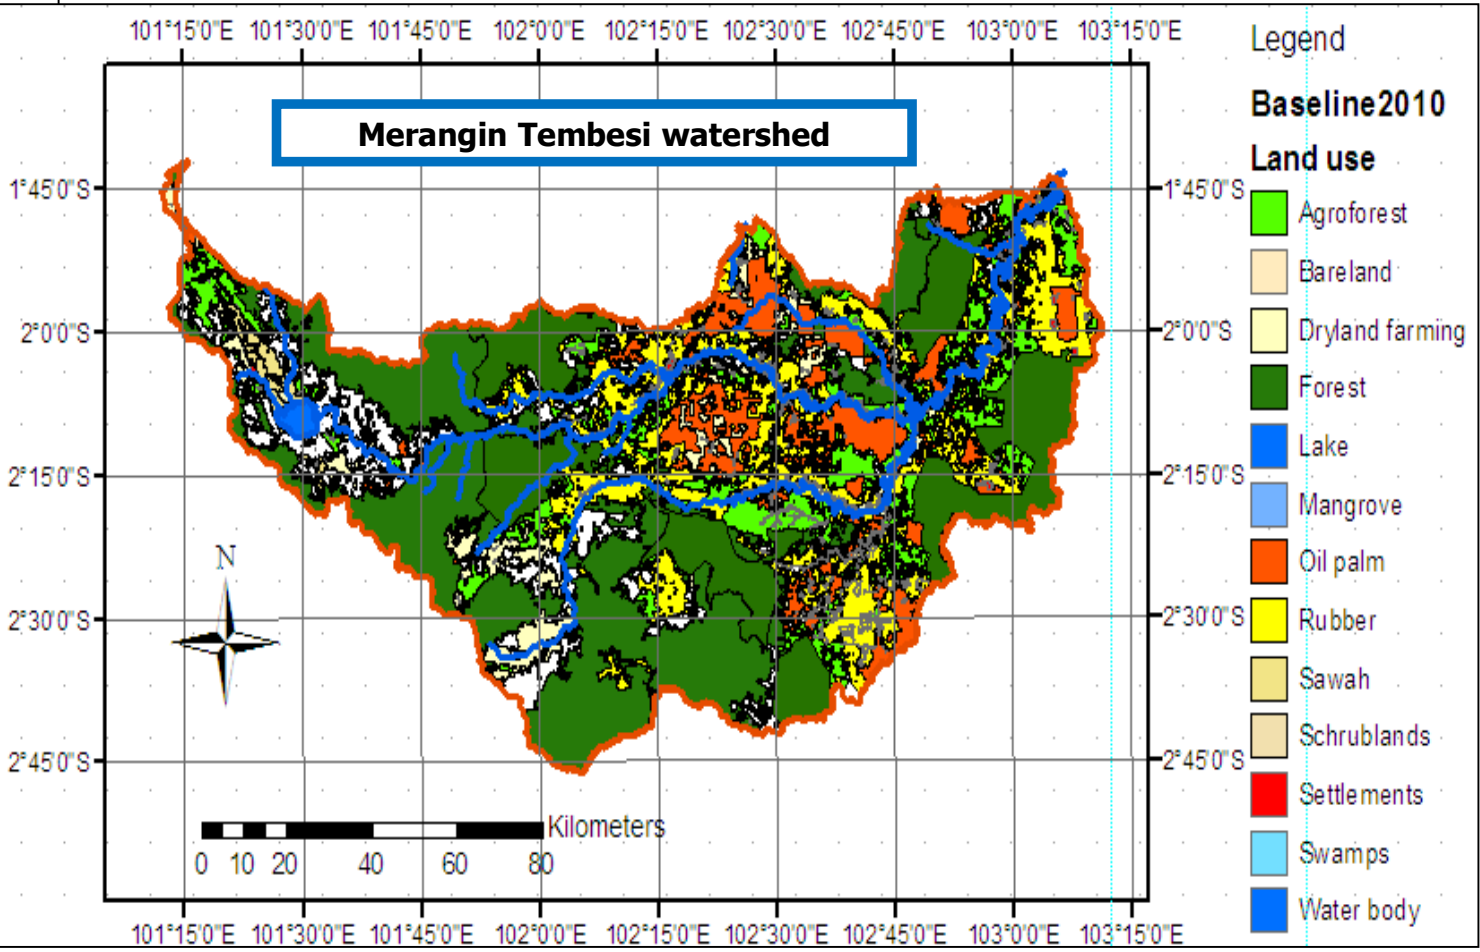 101°15'0"E 101°30'0"E 101°45'0"E 102°0'0"E 102°15'0"E 102°30'0"E 102°45'0"E 103°0'0"E 103°15'0"E
Merangin Tembesi watershed
1°45'0"S 1°45'0"S
2°0'0"S 2°0'0"S
2°15'0"S 2°15'0"S
2°30'0"S 2°30'0"S
2°45'0"S 2°45'0"S
N
Kilometers
0 10 20 40 60 80
101°15'0"E 101°30'0"E 101°45'0"E 102°0'0"E 102°15'0"E 102°30'0"E 102°45'0"E 103°0'0"E 103°15'0"E
Legend
Baseline2010
Land use
Agroforest
Bareland
Dryland farming
Forest
Lake
Mangrove
Oil palm
Rubber
Sawah
Schrublands
Settlements
Swamps
Water body